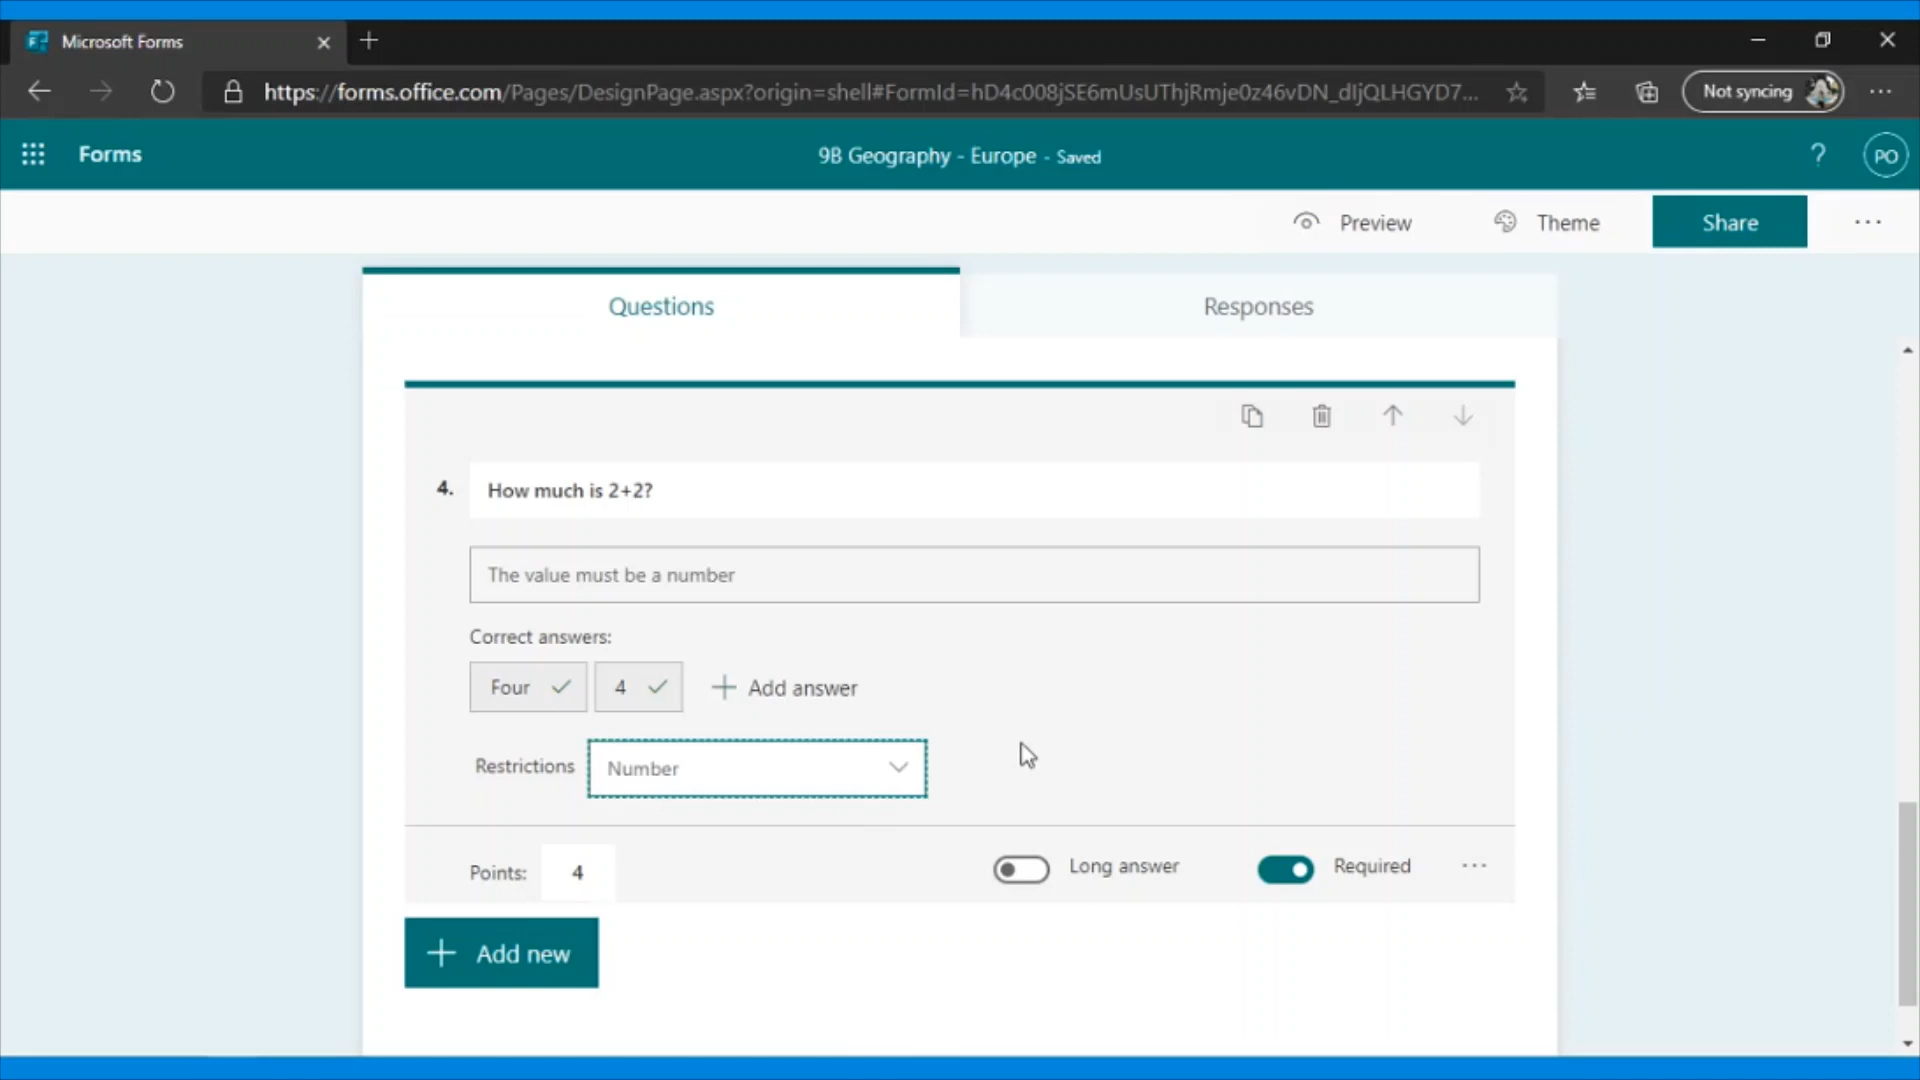 Microsoft Forms
https://forms.office.com/Pages/DesignPage.aspx?origin=shell#FormId=hD4c008jSE6mUsUThjRmje0z46vDN_dIjQLHGYD7...
Not syncing
Forms
9B Geography - Europe - Saved
?
PO
Preview
Theme
Share
Questions
Responses
4.
How much is 2+2?
The value must be a number
Correct answers:
Four
4
Add answer
Restrictions
Number
Points:
4
Long answer
Required
Add new